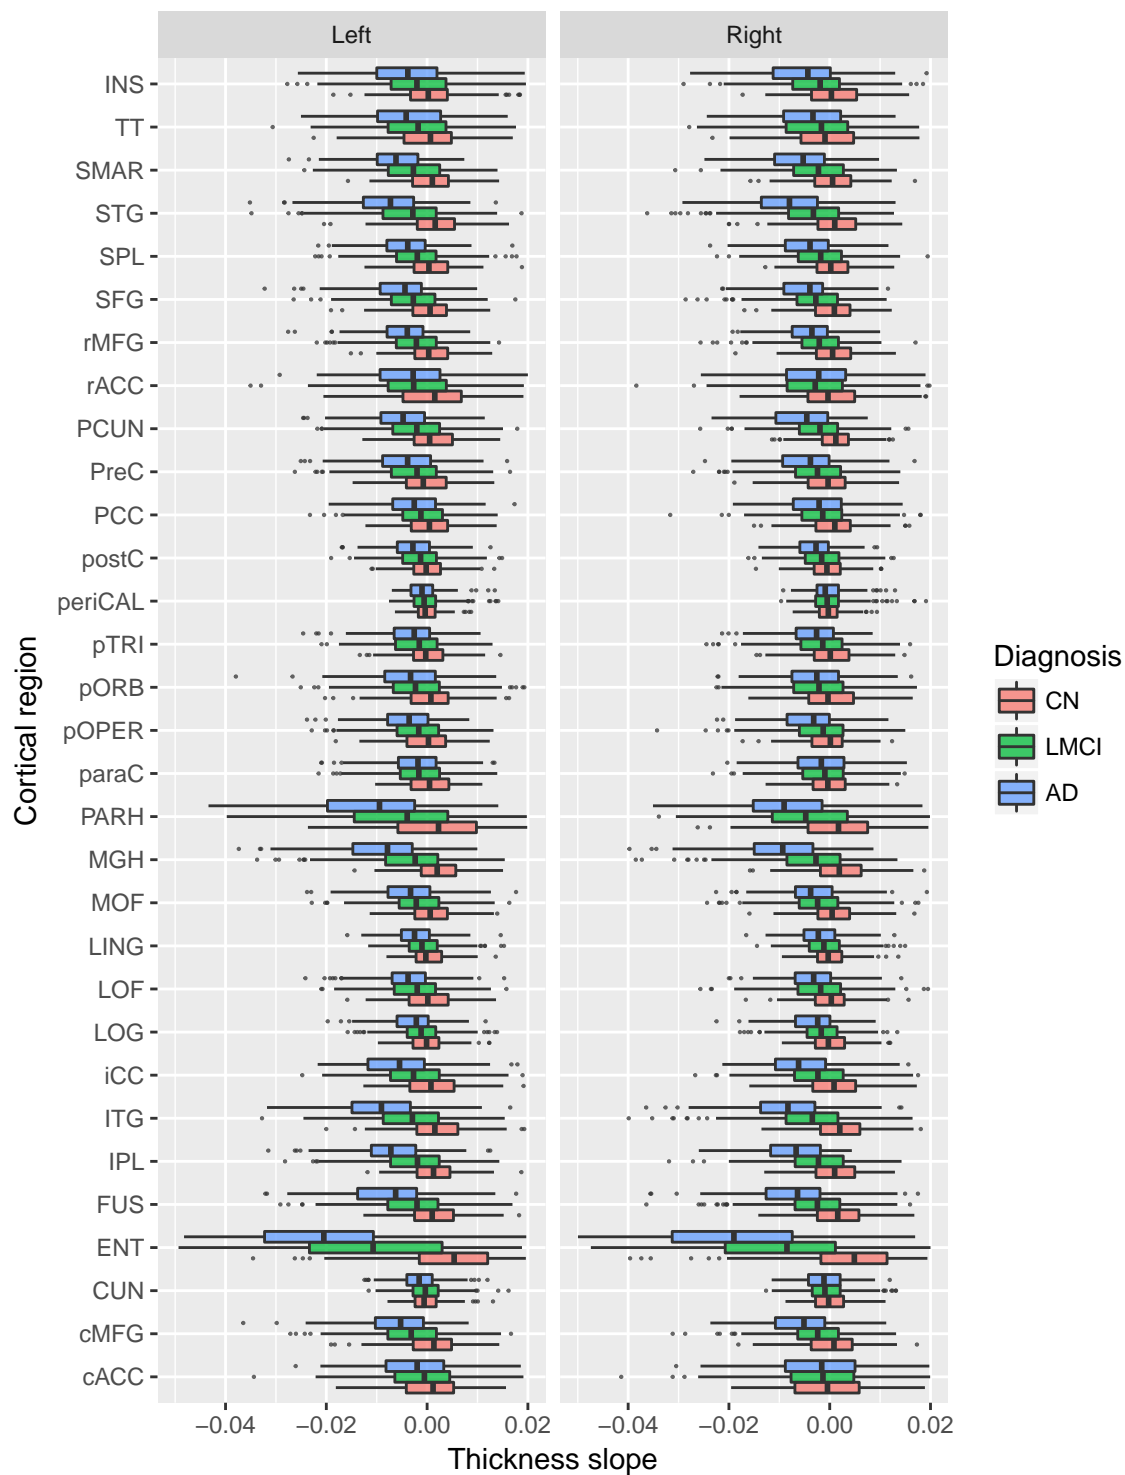 Left
Right
INS
TT
SMAR
STG
SPL
SFG
rMFG
rACC
PCUN
PreC
PCC
postC
periCAL
pTRI
pORB
pOPER
paraC
PARH
MGH
MOF
LING
LOF
LOG
iCC
ITG
IPL
FUS
ENT
CUN
cMFG
cACC
Cortical region
−0.04 −0.02 0.00 0.02
−0.04 −0.02 0.00 0.02
Thickness slope
Diagnosis
CN
LMCI
AD